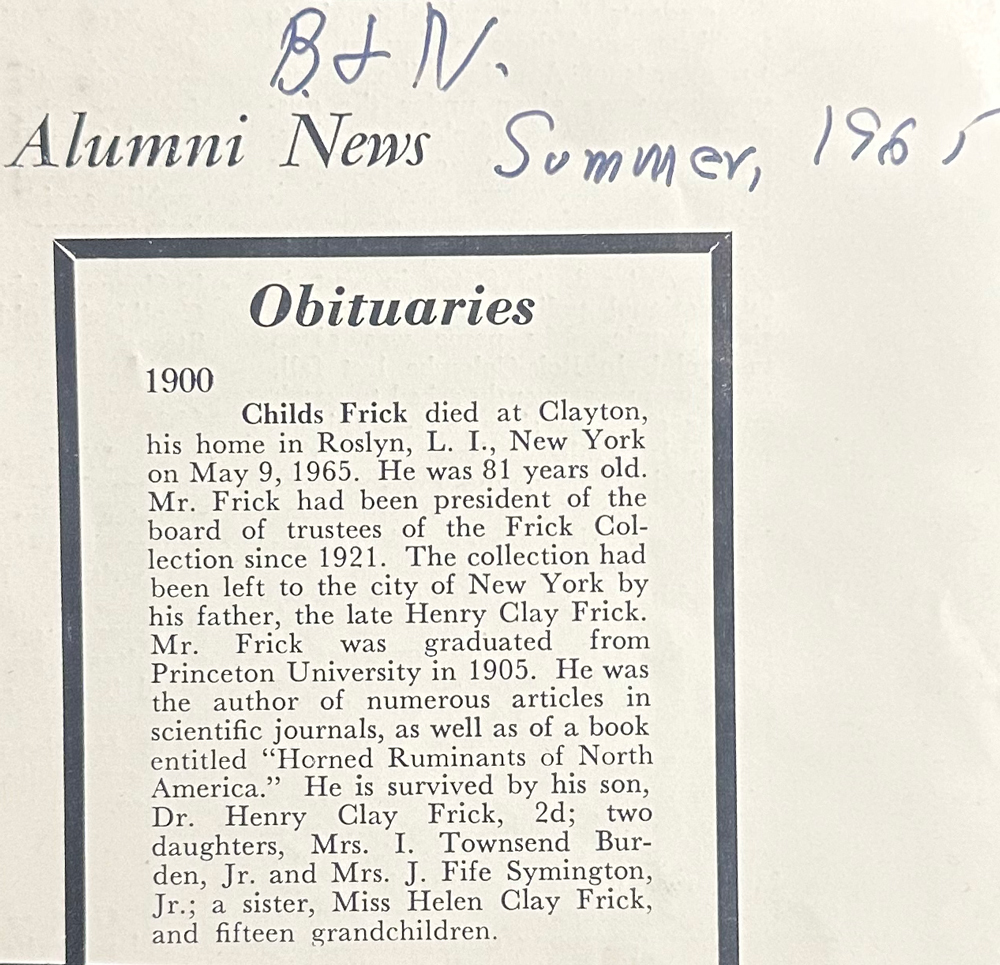 B & N.
Alumni News Summer, 1965
Obituaries
1900
Childs Frick died at Clayton,
his home in Roslyn, L. I., New York
on May 9, 1965. He was 81 years old.
Mr. Frick had been president of the
board of trustees of the Frick Col-
lection since 1921. The collection had
been left to the city of New York by
his father, the late Henry Clay Frick.
Mr. Frick was graduated from
Princeton University in 1905. He was
the author of numerous articles in
scientific journals, as well as of a book
entitled “Horned Ruminants of North
America.” He is survived by his son,
Dr. Henry Clay Frick, 2d; two
daughters, Mrs. I. Townsend Bur-
den, Jr. and Mrs. J. Fife Symington,
Jr.; a sister, Miss Helen Clay Frick,
and fifteen grandchildren.